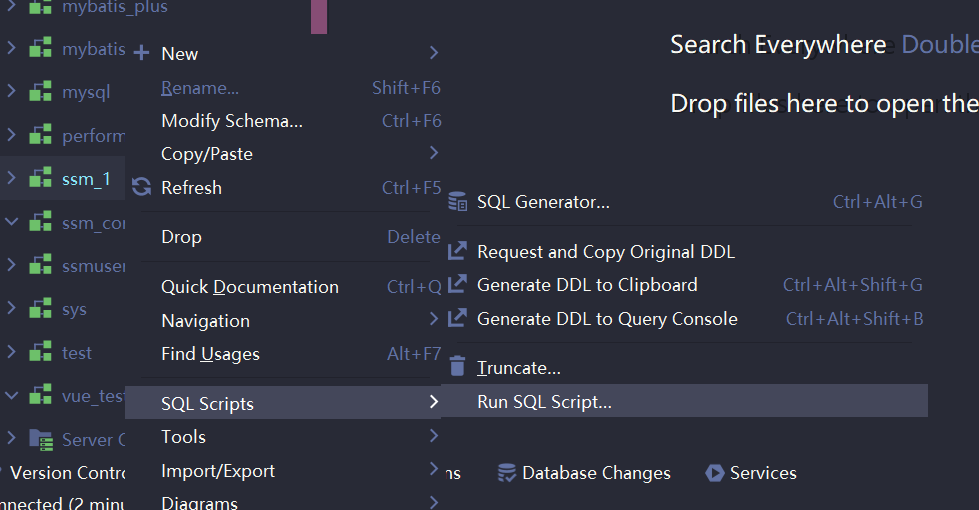 mybatis_plus
mybatis
mysql
perform
ssm_1
ssm_co
ssmuser
sys
test
vue_test
Server
Version Contro
nnected (2 minu
New
Rename... Shift+F6
Modify Schema... Ctrl+F6
Copy/Paste
Refresh Ctrl+F5
Drop Delete
Quick Documentation Ctrl+Q
Navigation
Find Usages Alt+F7
SQL Scripts
Tools
Import/Export
Diagrams
SQL Generator... Ctrl+Alt+G
Request and Copy Original DDL
Generate DDL to Clipboard Ctrl+Alt+Shift+G
Generate DDL to Query Console Ctrl+Alt+Shift+B
Truncate...
Run SQL Script...
ns Database Changes Services
Search Everywhere Double
Drop files here to open the